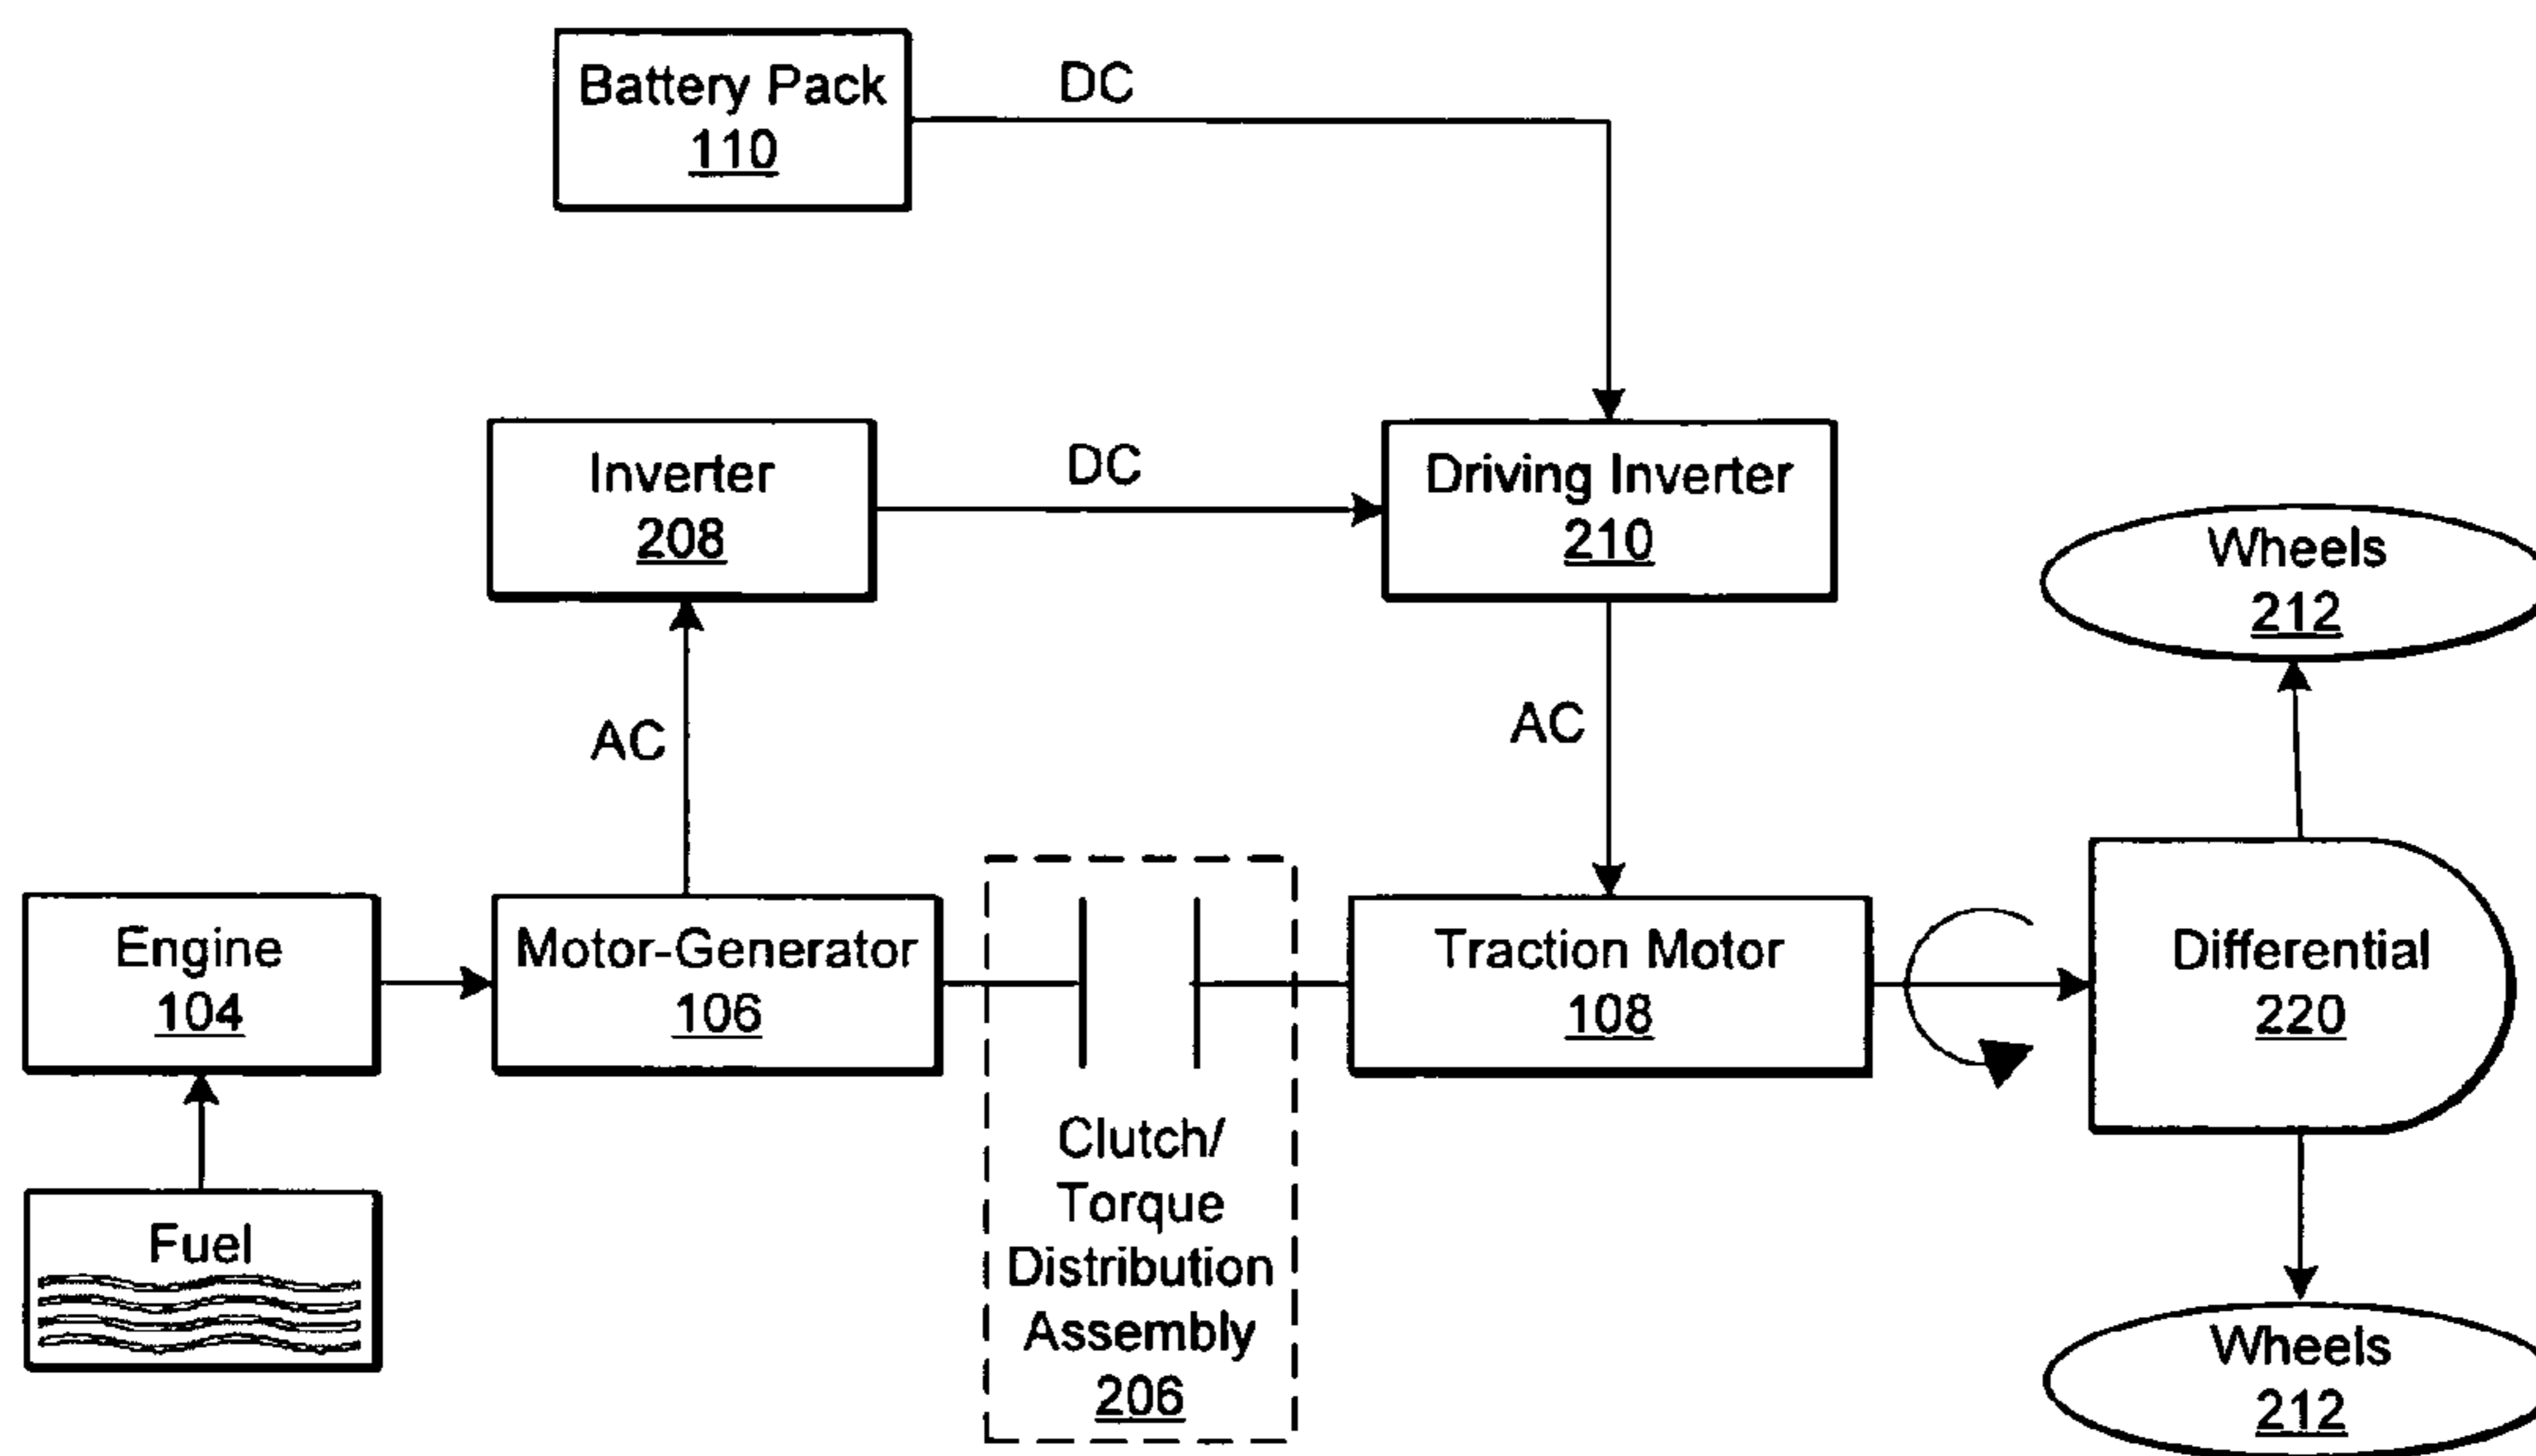 Battery Pack
110
DC
Inverter
208
DC
Driving Inverter
210
Wheels
212
AC
AC
Engine
104
Motor-Generator
106
Traction Motor
108
Differential
220
Clutch/
Torque
Distribution
Assembly
206
Fuel
Wheels
212